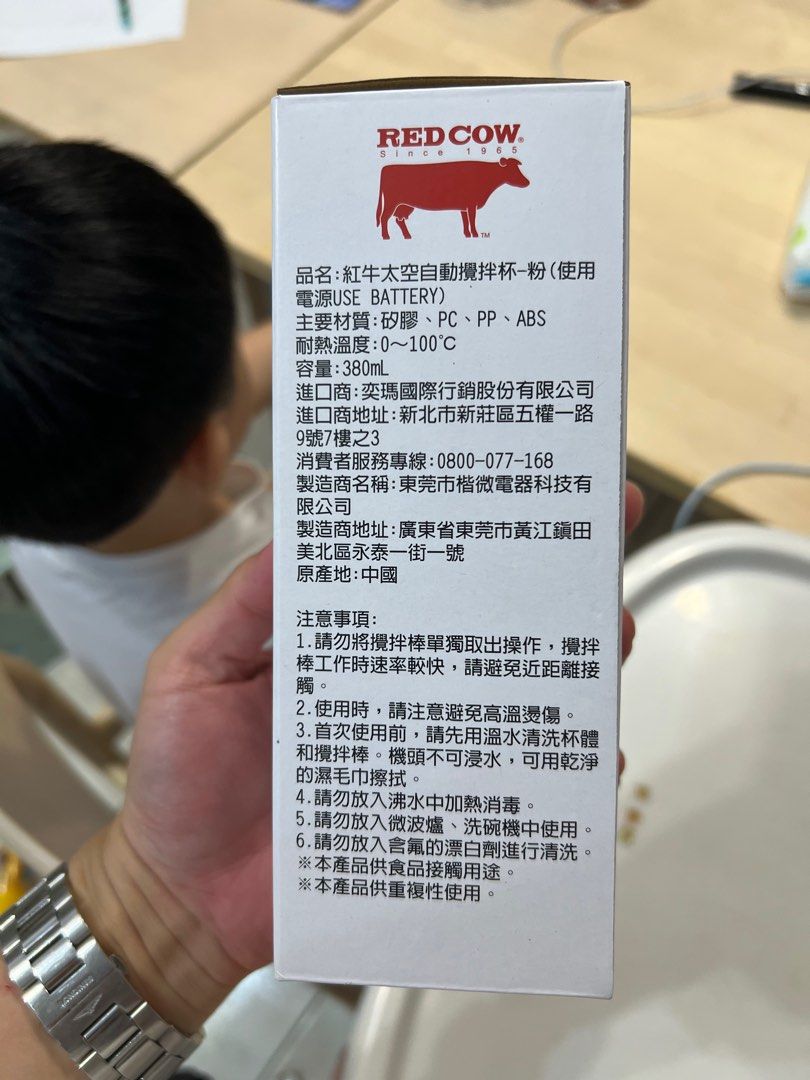 RED COW®
Since 1965
TM
品名:紅牛太空自動攪拌杯-粉(使用
電源USE BATTERY)
主要材質:矽膠、PC、PP、ABS
耐熱溫度:0～100℃
容量:380mL
進口商:奕瑪國際行銷股份有限公司
進口商地址:新北市新莊區五權一路
9號7樓之3
消費者服務專線:0800-077-168
製造商名稱:東莞市楷微電器科技有
限公司
製造商地址:廣東省東莞市黃江鎭田
美北區永泰一街一號
原產地:中國
注意事項:
1.請勿將攪拌棒單獨取出操作，攪拌
棒工作時速率較快，請避免近距離接
觸。
2.使用時，請注意避免高溫燙傷。
3.首次使用前，請先用溫水清洗杯體
和攪拌棒。機頭不可浸水，可用乾淨
的濕毛巾擦拭。
4.請勿放入沸水中加熱消毒。
5.請勿放入微波爐、洗碗機中使用。
6.請勿放入含氟的漂白劑進行清洗。
※本產品供食品接觸用途。
※本產品供重複性使用。